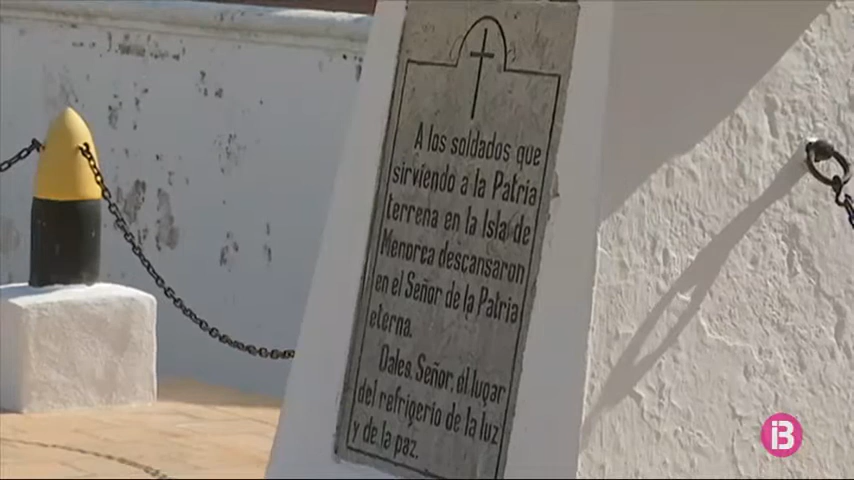 A los soldados que
sirviendo a la Patria
terrena en la Isla de
Menorca descansaron
en el Señor de la Patria
eterna.
Dales, Señor, el lugar
del refrigerio de la luz
y de la paz.
IB